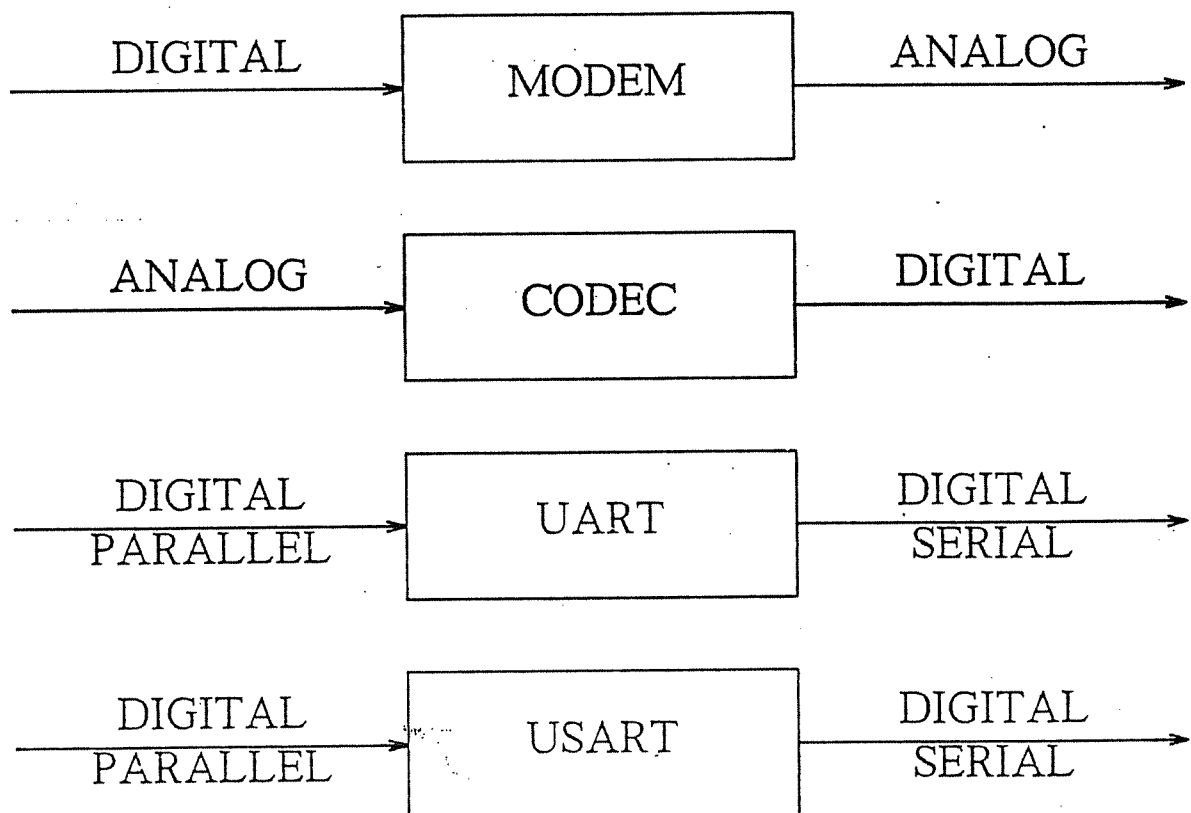 DIGITAL MODEM ANALOG
ANALOG CODEC DIGITAL
DIGITAL UART DIGITAL
PARALLEL SERIAL
DIGITAL USART DIGITAL
PARALLEL SERIAL